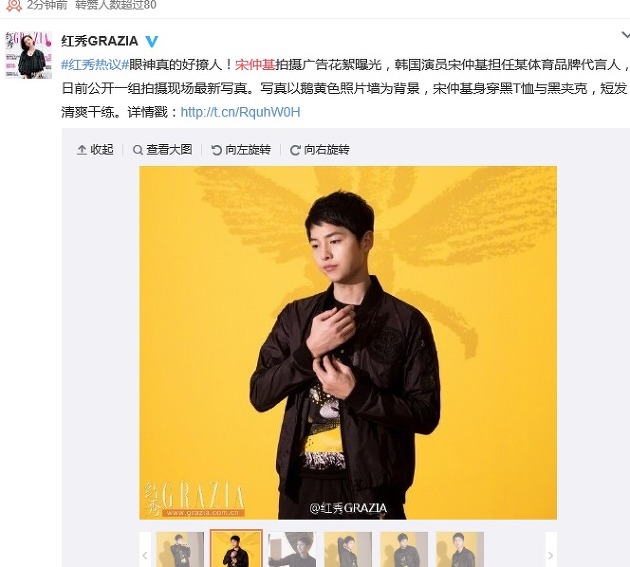 2分钟前 转赞人数超过80
红秀GRAZIA
#红秀热议#眼神真的好撩人！宋仲基拍摄广告花絮曝光，韩国演员宋仲基担任某体育品牌代言人，
日前公开一组拍摄现场最新写真。写真以鹅黄色照片墙为背景，宋仲基身穿黑T恤与黑夹克，短发
清爽干练。详情戳：http://t.cn/RquhW0H
收起 查看大图 向左旋转 向右旋转
红秀GRAZIA
www.grazia.com.cn
@红秀GRAZIA